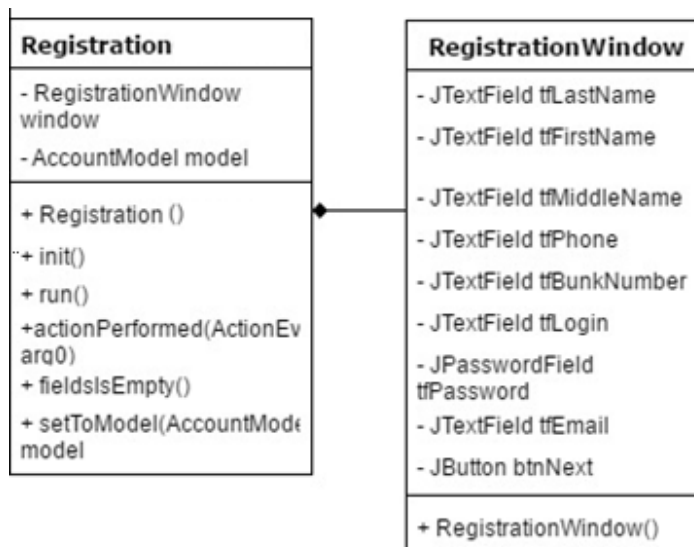 Registration
- RegistrationWindow
window
- AccountModel model
+ Registration ()
+ init()
+ run()
+actionPerformed(ActionEv
arg0)
+ fieldsIsEmpty()
+ setToModel(AccountMode
model
RegistrationWindow
- JTextField tfLastName
- JTextField tfFirstName
- JTextField tfMiddleName
- JTextField tfPhone
- JTextField tfBunkNumber
- JTextField tfLogin
- JPasswordField
tfPassword
- JTextField tfEmail
- JButton btnNext
+ RegistrationWindow()